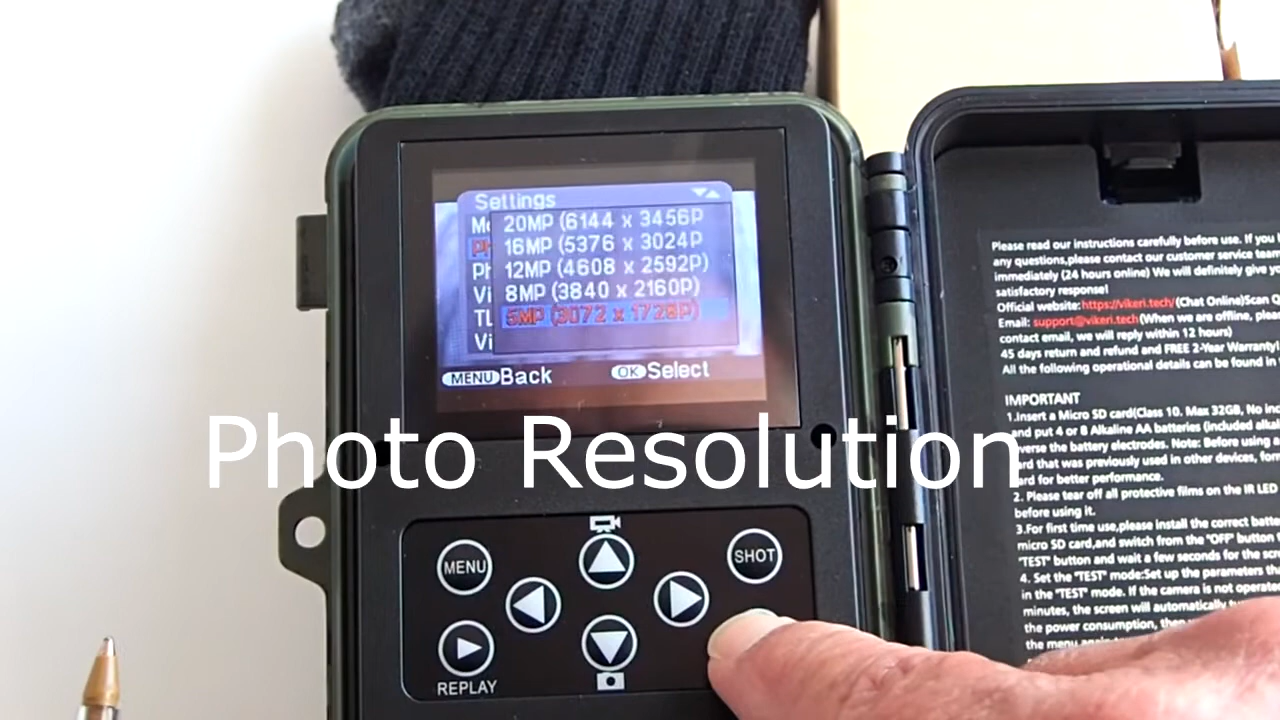 Settings
20MP (6144 x 3456P
16MP (5376 x 3024P
12MP (4608 x 2592P)
8MP (3840 x 2160P)
5MP (3072 x 1728P)
Ph
Vi
TL
Vi
MENU Back
OK Select
Photo Resolution
MENU
SHOT
REPLAY
Please read our instructions carefully before use. If you
any questions,please contact our customer service team
immediately (24 hours online) We will definitely give
satisfactory response!
Official website:https://vikeri.tech/(Chat Online)Scan
Email: support@vikeri.tech(When we are offline,
contact email, we will reply within 12 hours)
45 days return and refund and FREE 2-Year Warranty!
All the following operational details can be found in
IMPORTANT
1.Insert a Micro SD card(Class 10. Max 32GB, No
and put 4 or 8 Alkaline AA batteries (included
verse the battery electrodes. Note: Before using a
rd that was previously used in other devices,
ard for better performance.
2. Please tear off all protective films on the IR LED
before using it.
3.For first time use,please install the correct
micro SD card,and switch from the "OFF" button
"TEST" button and wait a few seconds for the
4. Set the "TEST" mode:Set up the parameters
in the "TEST" mode. If the camera is not
minutes, the screen will automatically
the power consumption,
the menu again